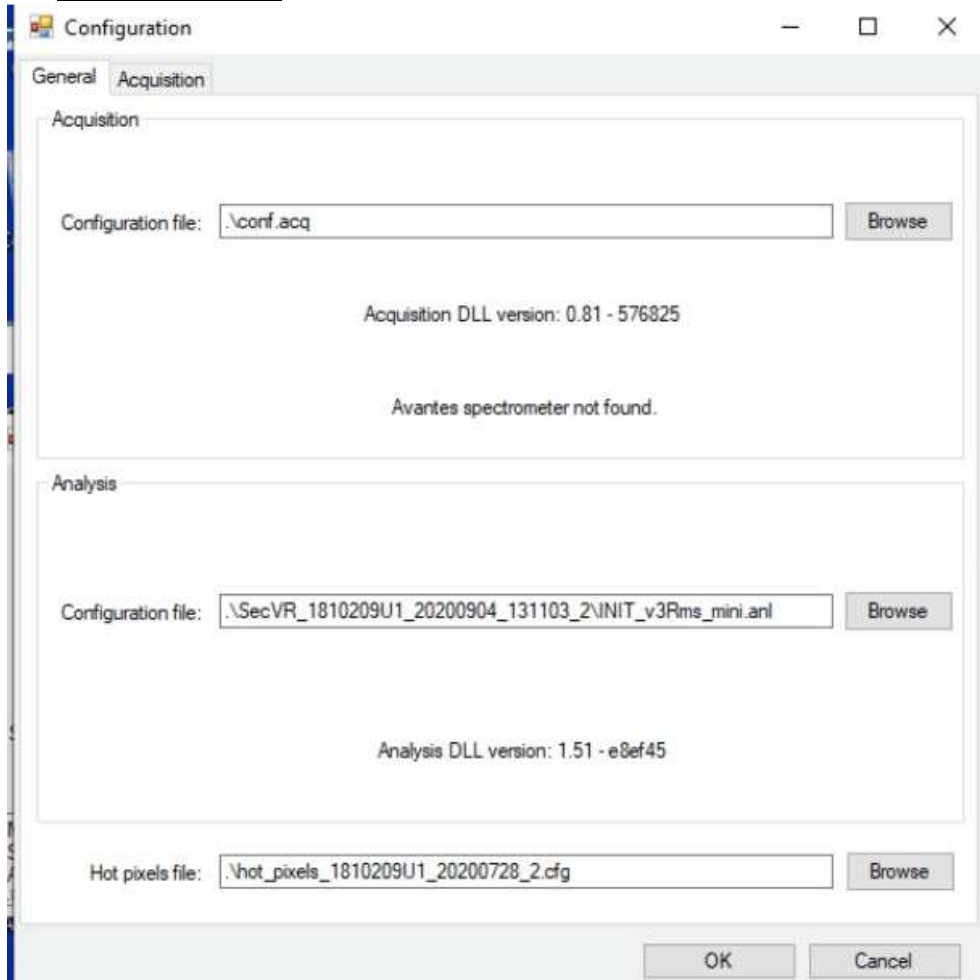 Configuration
General Acquisition
Acquisition
Configuration file: .\conf.acq Browse
Acquisition DLL version: 0.81 - 576825
Avantes spectrometer not found.
Analysis
Configuration file: .\SecVR_1810209U1_20200904_131103_2\INIT_v3Rms_mini.anl Browse
Analysis DLL version: 1.51 - e8ef45
Hot pixels file: .\hot_pixels_1810209U1_20200728_2.cfg Browse
OK Cancel